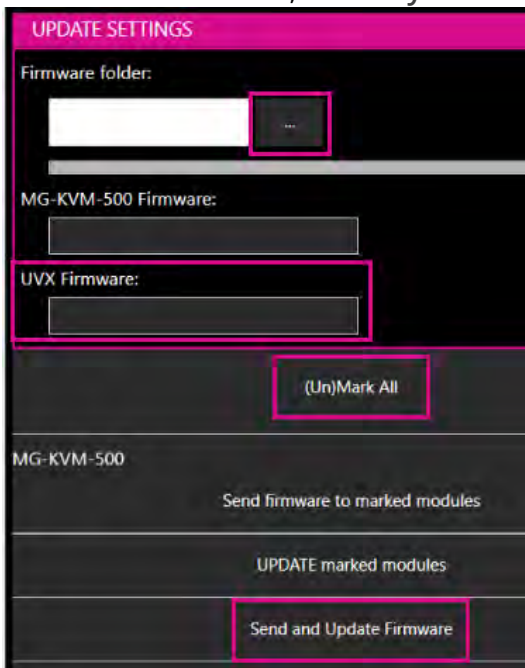 UPDATE SETTINGS
Firmware folder:
...
MG-KVM-500 Firmware:
UVX Firmware:
(Un)Mark All
MG-KVM-500
Send firmware to marked modules
UPDATE marked modules
Send and Update Firmware